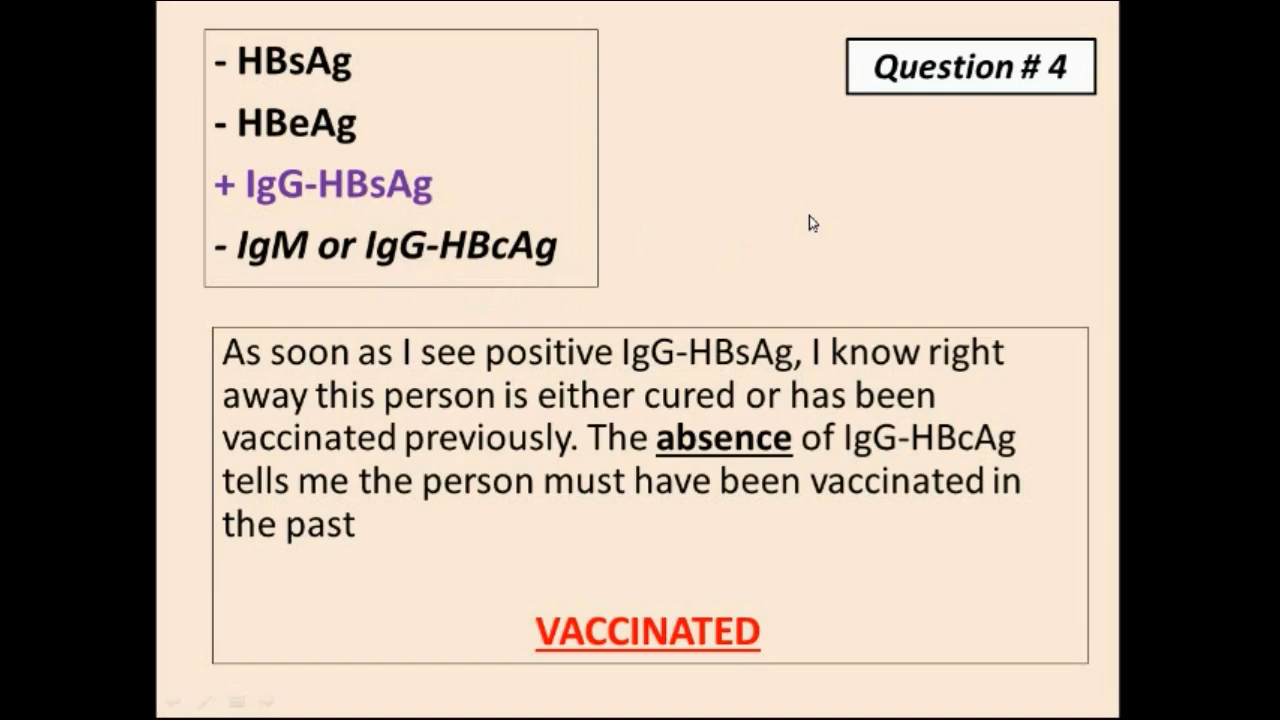 - HBsAg
- HBeAg
+ IgG-HBsAg
- IgM or IgG-HBcAg
Question # 4
As soon as I see positive IgG-HBsAg, I know right
away this person is either cured or has been
vaccinated previously. The absence of IgG-HBcAg
tells me the person must have been vaccinated in
the past
VACCINATED